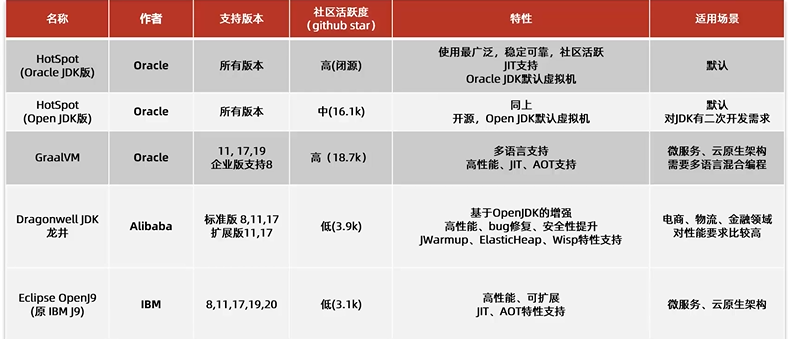 名称 作者 支持版本 社区活跃度 特性 适用场景
（github star）
HotSpot
(Oracle JDK版)
Oracle
所有版本
高(闭源)
使用最广泛，稳定可靠，社区活跃
JIT支持
Oracle JDK默认虚拟机
默认
HotSpot
(Open JDK版)
Oracle
所有版本
中(16.1k)
同上
开源，Open JDK默认虚拟机
默认
对JDK有二次开发需求
GraalVM
Oracle
11, 17,19
企业版支持8
高（18.7k）
多语言支持
高性能、JIT、AOT支持
微服务、云原生架构
需要多语言混合编程
Dragonwell JDK
龙井
Alibaba
标准版 8,11,17
扩展版11,17
低(3.9k)
基于OpenJDK的增强
高性能、bug修复、安全性提升
JWarmup、ElasticHeap、Wisp特性支持
电商、物流、金融领域
对性能要求比较高
Eclipse OpenJ9
(原 IBM J9)
IBM
8,11,17,19,20
低(3.1k)
高性能、可扩展
JIT、AOT特性支持
微服务、云原生架构